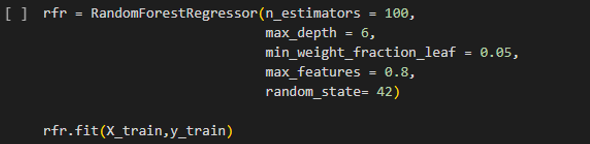 [ ] rfr = RandomForestRegressor(n_estimators = 100,
max_depth = 6,
min_weight_fraction_leaf = 0.05,
max_features = 0.8,
random_state= 42)
rfr.fit(X_train,y_train)